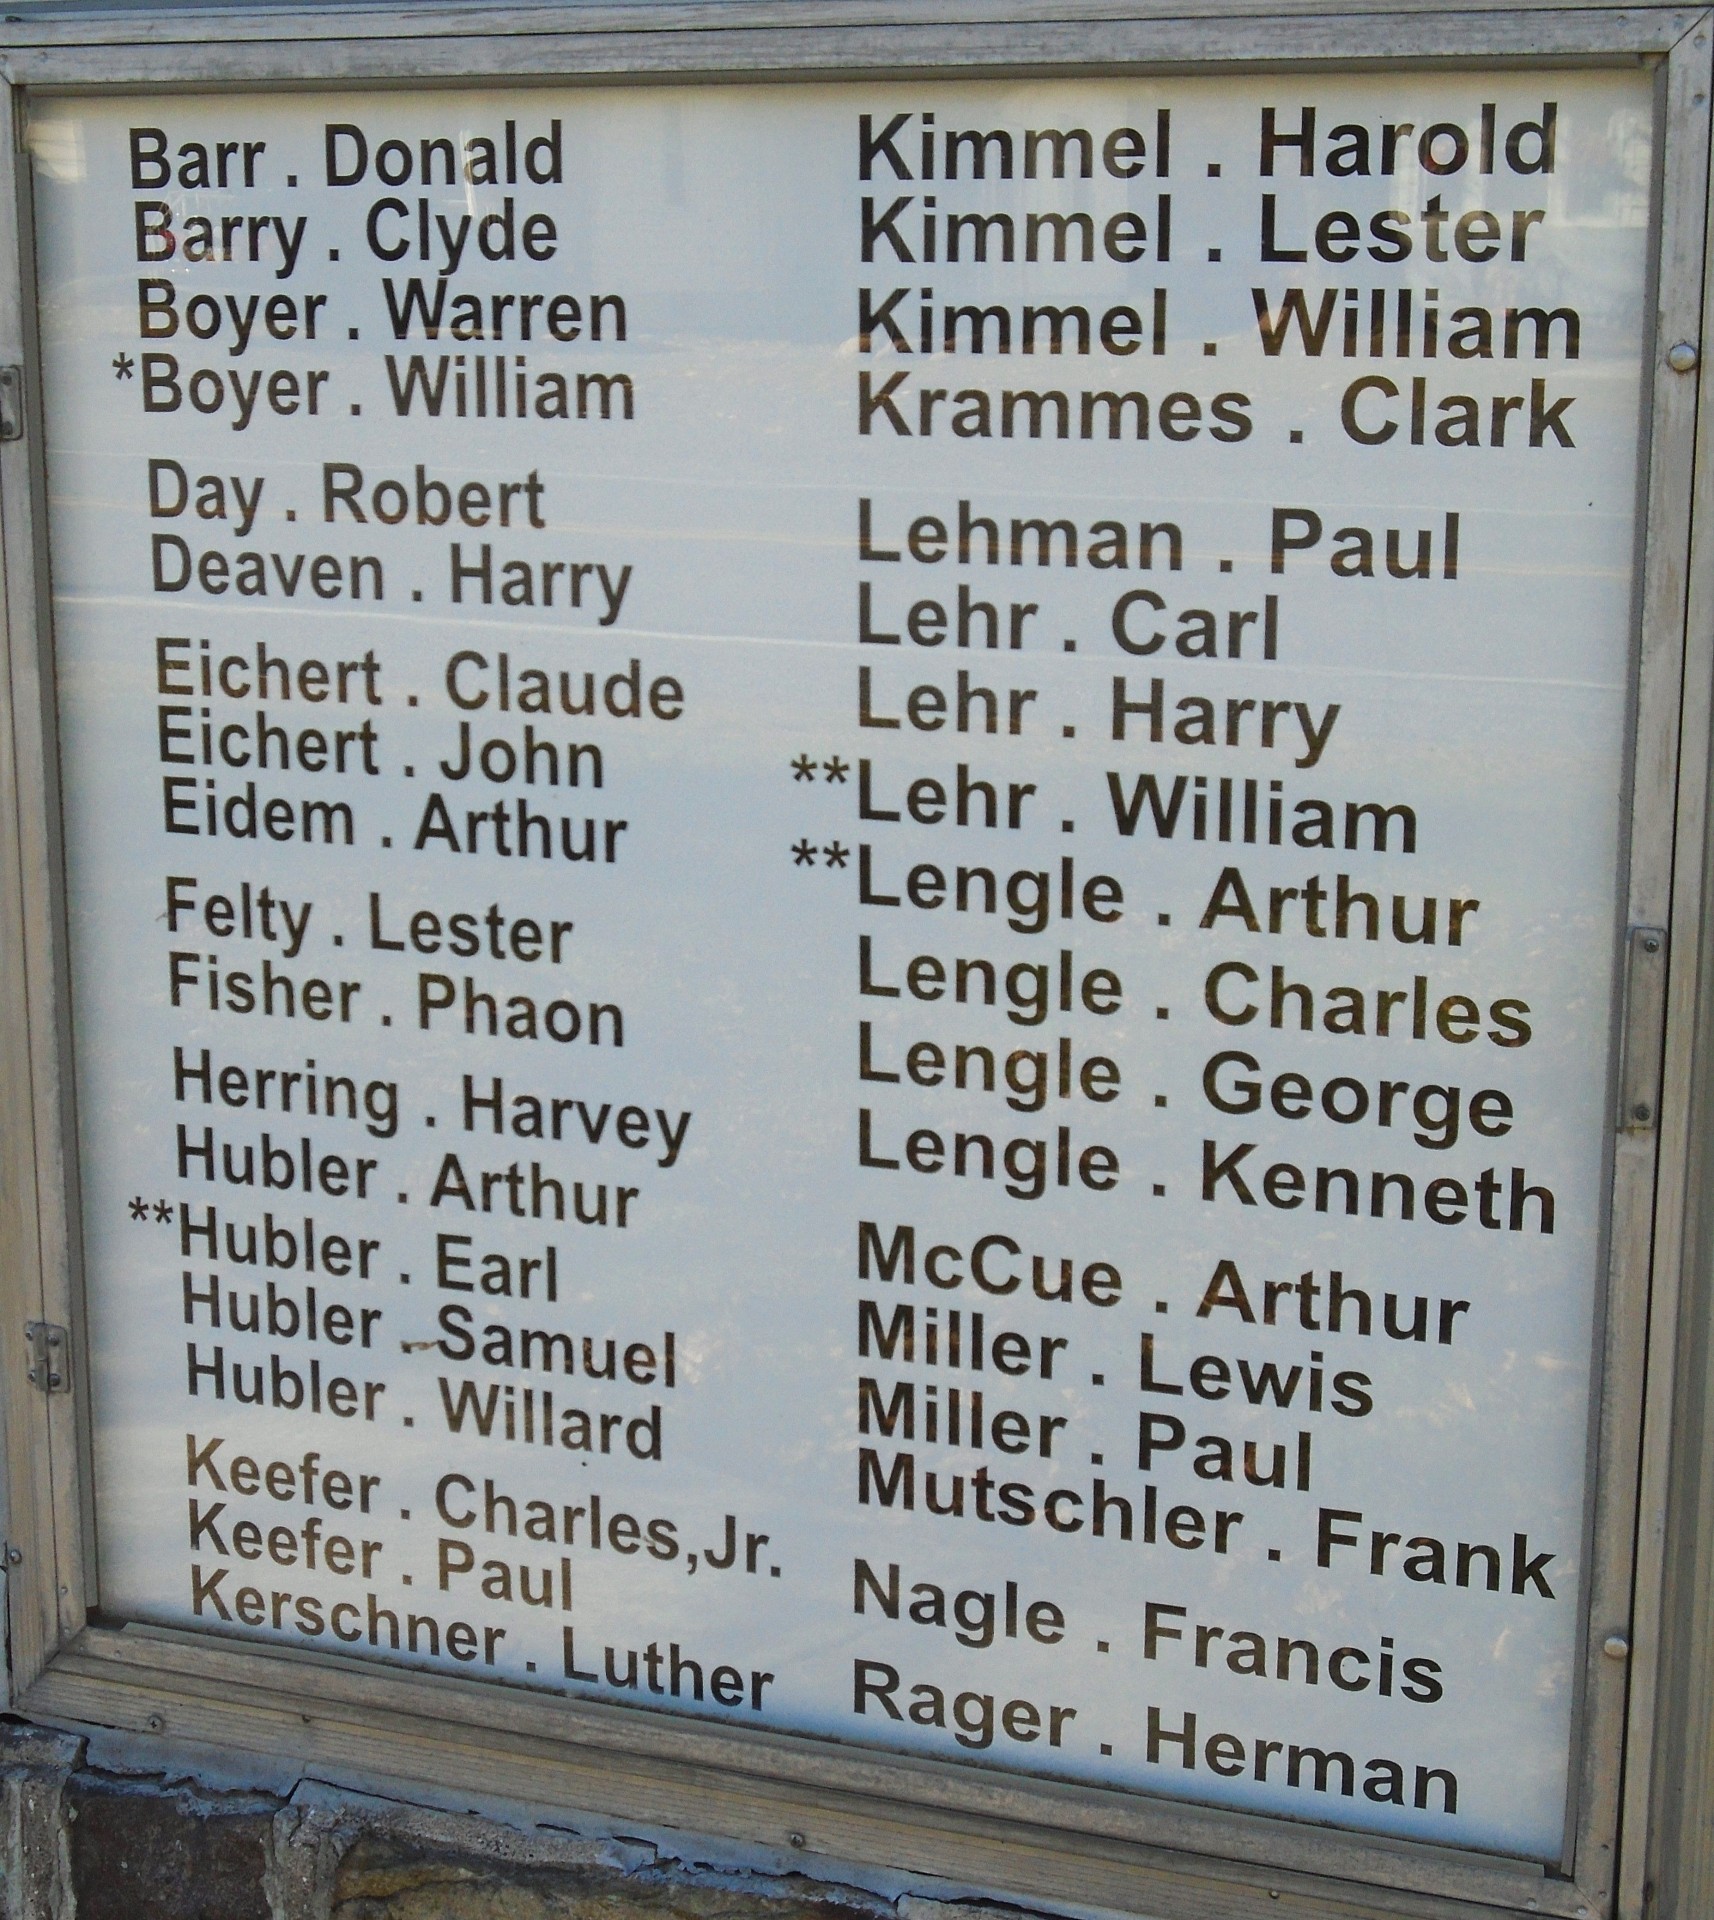 Barr . Donald
Barry . Clyde
Boyer . Warren
*Boyer . William
Day . Robert
Deaven . Harry
Eichert . Claude
Eichert . John
Eidem . Arthur
Felty . Lester
Fisher . Phaon
Herring . Harvey
Hubler . Arthur
**Hubler . Earl
Hubler . Samuel
Hubler . Willard
Keefer . Charles,Jr.
Keefer . Paul
Kerschner . Luther
Kimmel . Harold
Kimmel . Lester
Kimmel . William
Krammes . Clark
Lehman . Paul
Lehr . Carl
Lehr . Harry
**Lehr . William
**Lengle . Arthur
Lengle . Charles
Lengle . George
Lengle . Kenneth
McCue . Arthur
Miller . Lewis
Miller . Paul
Mutschler . Frank
Nagle . Francis
Rager . Herman